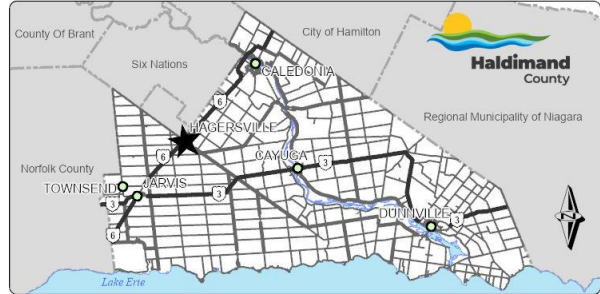 County Of Brant
City of Hamilton
Haldimand
County
Six Nations
CALEDONIA
Regional Municipality of Niagara
6
HAGERSVILLE
CAYUGA
3
6
Norfolk County
TOWNSEND
JARVIS
3
3
DUNNVILLE
3
6
Lake Erie
N